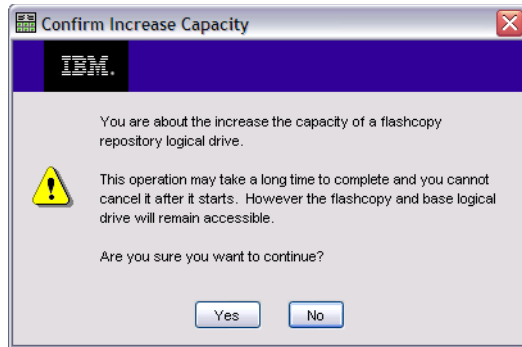 Confirm Increase Capacity
IBM.
You are about the increase the capacity of a flashcopy
repository logical drive.
This operation may take a long time to complete and you cannot
cancel it after it starts. However the flashcopy and base logical
drive will remain accessible.
Are you sure you want to continue?
Yes
No